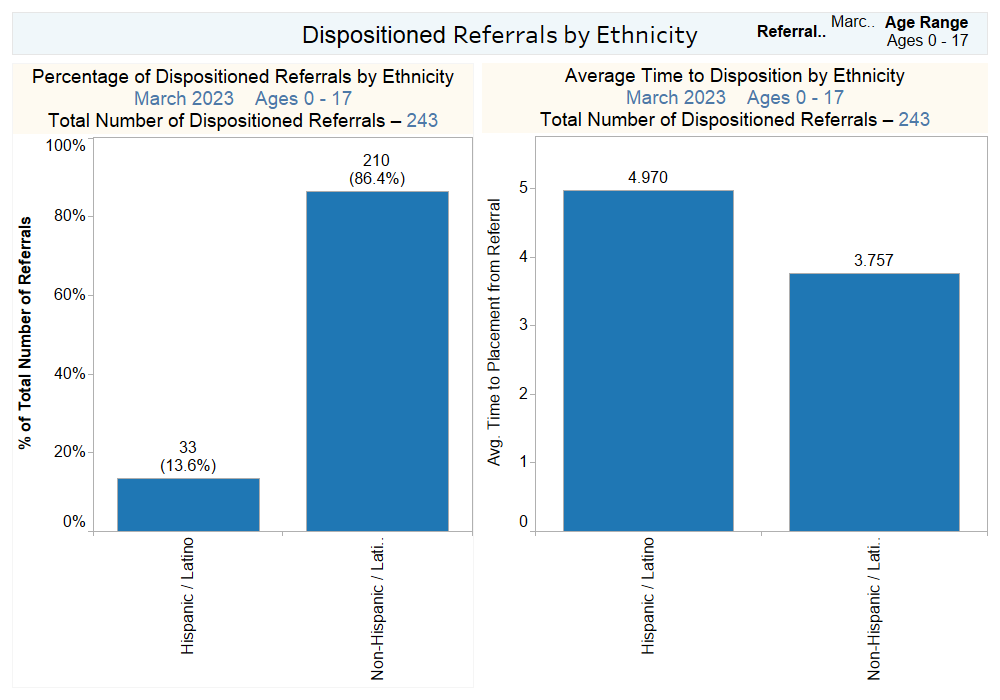 Dispositioned Referrals by Ethnicity
Referral..
Marc..
Age Range
Ages 0 - 17
Percentage of Dispositioned Referrals by Ethnicity
March 2023 Ages 0 - 17
Total Number of Dispositioned Referrals – 243
100%
80%
60%
40%
20%
0%
% of Total Number of Referrals
33
(13.6%)
210
(86.4%)
Hispanic / Latino
Non-Hispanic / Lati..
Average Time to Disposition by Ethnicity
March 2023 Ages 0 - 17
Total Number of Dispositioned Referrals – 243
5
4
3
2
1
0
Avg. Time to Placement from Referral
4.970
3.757
Hispanic / Latino
Non-Hispanic / Lati..